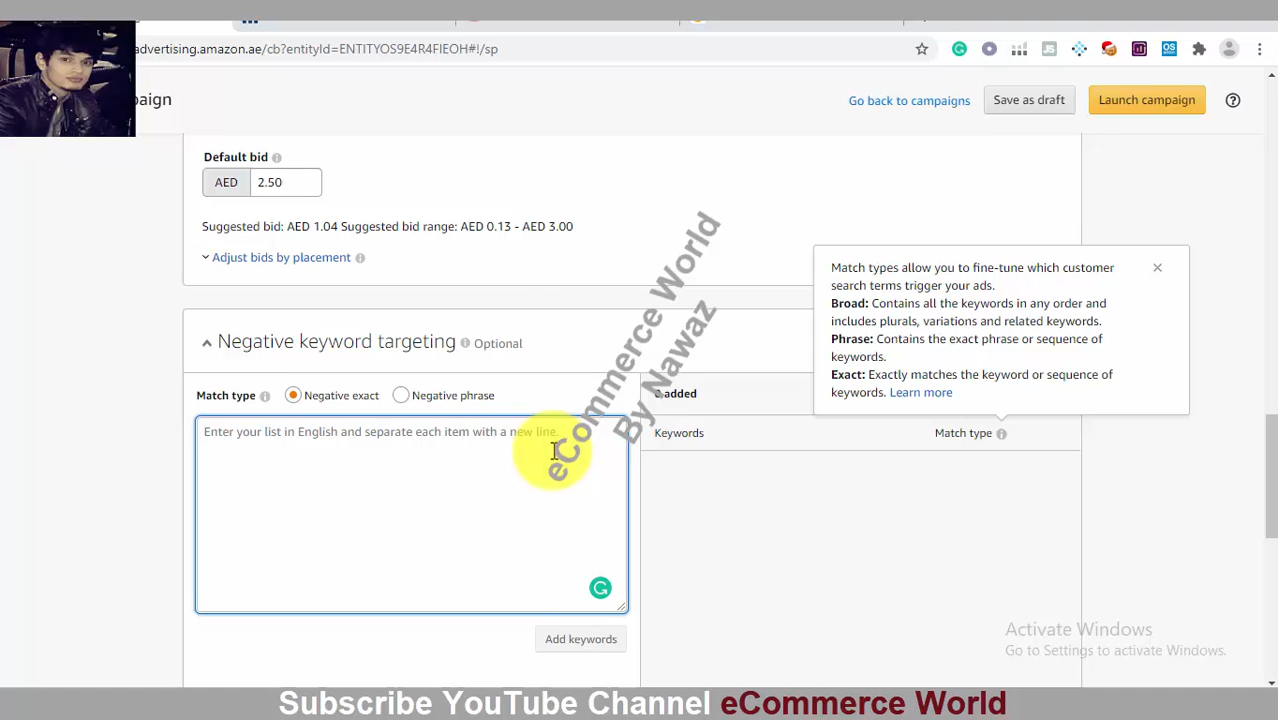 advertising.amazon.ae/cb?entityId=ENTITYOS9E4R4FIEOH#!/sp
paign
Go back to campaigns
Save as draft
Launch campaign
Default bid
AED 2.50
Suggested bid: AED 1.04 Suggested bid range: AED 0.13 - AED 3.00
Adjust bids by placement
Match types allow you to fine-tune which customer
search terms trigger your ads.
Broad: Contains all the keywords in any order and
includes plurals, variations and related keywords.
Phrase: Contains the exact phrase or sequence of
keywords.
Exact: Exactly matches the keyword or sequence of
keywords. Learn more
Negative keyword targeting Optional
Match type Negative exact Negative phrase
0 added
Enter your list in English and separate each item with a new line.
Keywords Match type
Add keywords
eCommerce World
By Nawaz
Activate Windows
Go to Settings to activate Windows.
Subscribe YouTube Channel eCommerce World